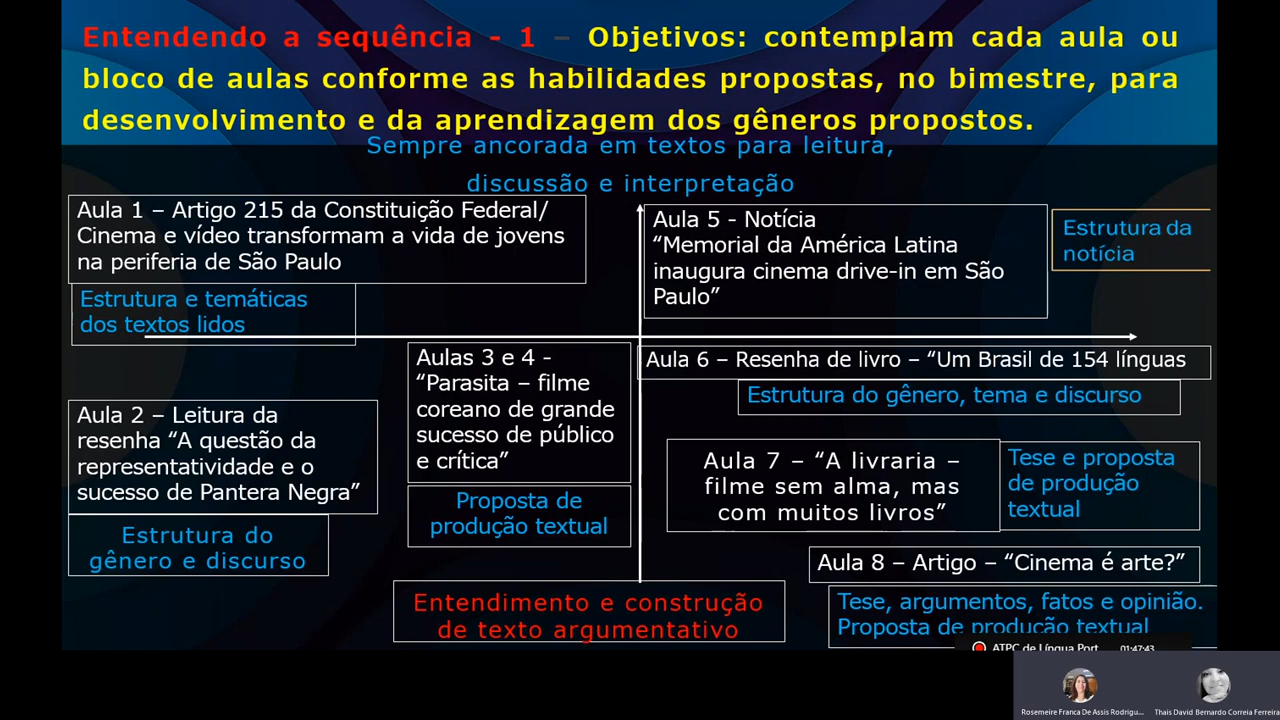 Entendendo a sequência - 1 – Objetivos: contemplam cada aula ou
bloco de aulas conforme as habilidades propostas, no bimestre, para
desenvolvimento e da aprendizagem dos gêneros propostos.
Sempre ancorada em textos para leitura,
discussão e interpretação
Aula 1 – Artigo 215 da Constituição Federal/
Cinema e vídeo transformam a vida de jovens
na periferia de São Paulo
Estrutura e temáticas
dos textos lidos
Aula 2 – Leitura da
resenha “A questão da
representatividade e o
sucesso de Pantera Negra”
Estrutura do
gênero e discurso
Aulas 3 e 4 -
“Parasita – filme
coreano de grande
sucesso de público
e crítica”
Proposta de
produção textual
Entendimento e construção
de texto argumentativo
Aula 5 - Notícia
“Memorial da América Latina
inaugura cinema drive-in em São
Paulo”
Estrutura da
notícia
Aula 6 – Resenha de livro – “Um Brasil de 154 línguas
Estrutura do gênero, tema e discurso
Aula 7 – “A livraria –
filme sem alma, mas
com muitos livros”
Tese e proposta
de produção
textual
Aula 8 – Artigo – “Cinema é arte?”
Tese, argumentos, fatos e opinião.
Proposta de produção textual
ATPC de Língua Port... 01:47:43
Rosemeire Franca De Assis Rodrigu...
Thais David Bernardo Correia Ferreira